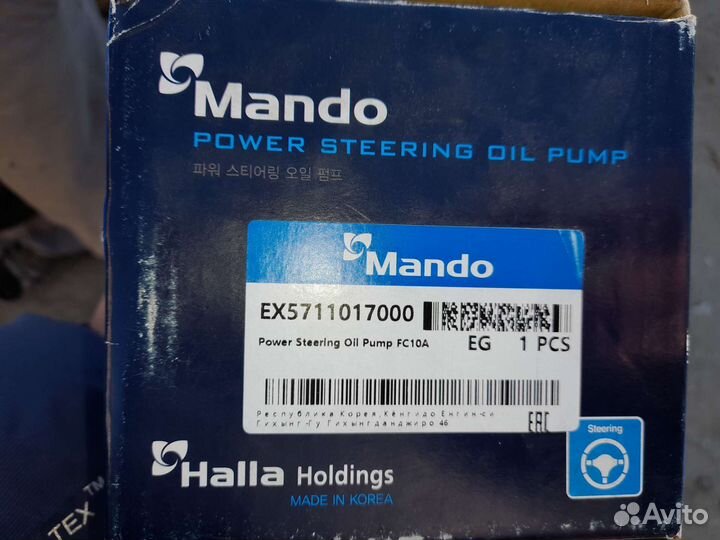 Mando
POWER STEERING OIL PUMP
파워 스티어링 오일 펌프
Mando
EX5711017000
Power Steering Oil Pump FC10A
EG 1 PCS
Республика Корея,Кёнгидо Енгин-си
Гихынг-Гу Гихынгданджиро 46
EAC
Steering
Halla Holdings
MADE IN KOREA
TEX™
Avito